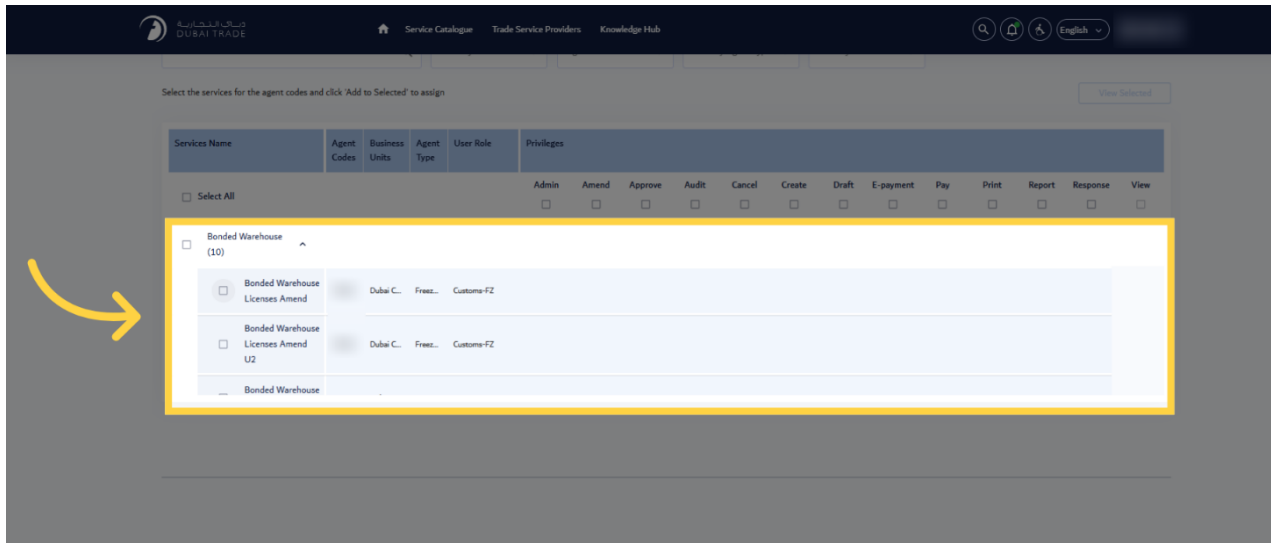 دبي التجارية
DUBAI TRADE
Service Catalogue
Trade Service Providers
Knowledge Hub
English
Select the services for the agent codes and click 'Add to Selected' to assign
View Selected
Services Name
Agent Codes
Business Units
Agent Type
User Role
Privileges
Select All
Admin
Amend
Approve
Audit
Cancel
Create
Draft
E-payment
Pay
Print
Report
Response
View
Bonded Warehouse
(10)
Bonded Warehouse
Licenses Amend
Dubai C...
Freez...
Customs-FZ
Bonded Warehouse
Licenses Amend
U2
Dubai C...
Freez...
Customs-FZ
Bonded Warehouse